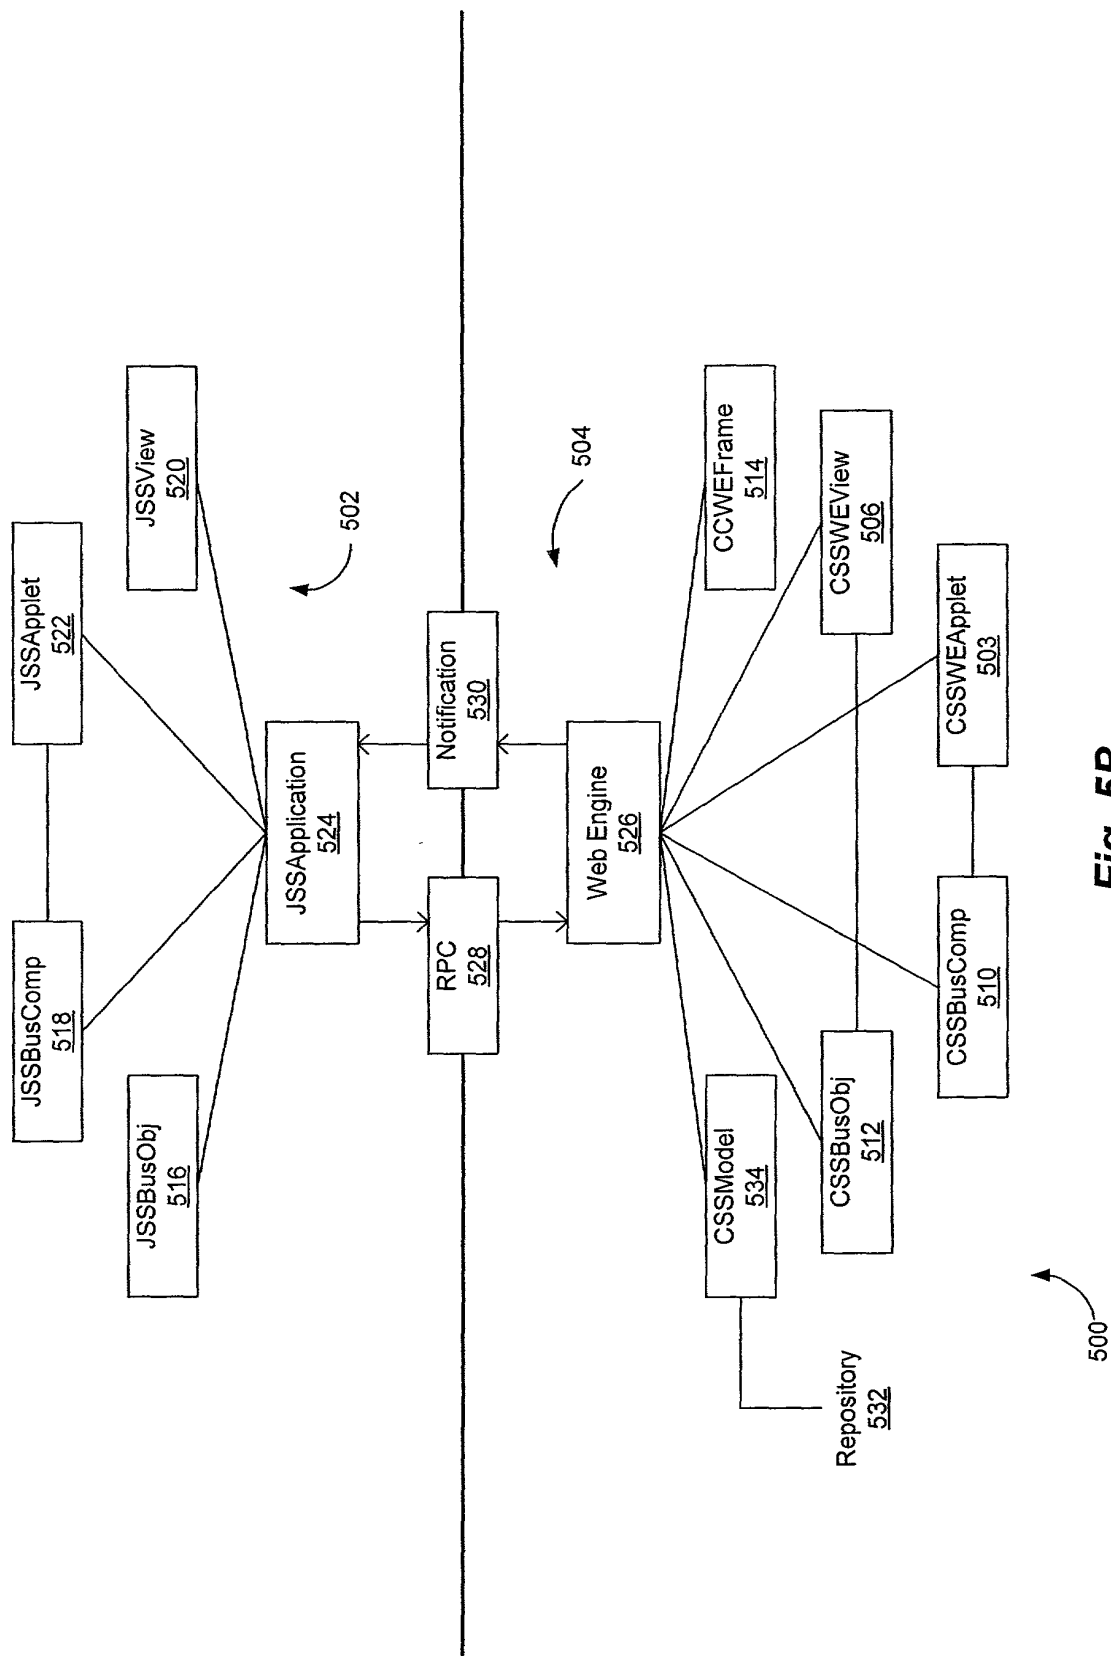 JSSBusComp
518
JSSApplet
522
JSSBusObj
516
JSSView
520
JSSApplication
524
502
RPC
528
Notification
530
504
Web Engine
526
CSSModel
534
CCWEFrame
514
Repository
532
CSSBusObj
512
CSSWEView
506
CSSBusComp
510
CSSWEApplet
503
500
Fig. 5B